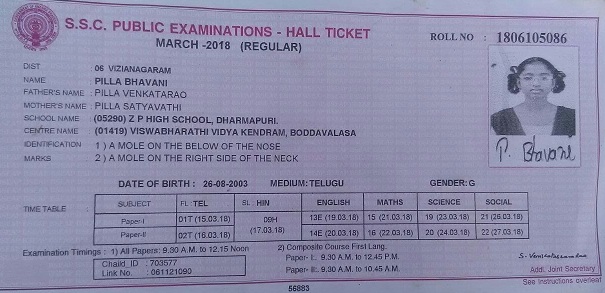 S.S.C. PUBLIC EXAMINATIONS - HALL TICKET
MARCH -2018 (REGULAR)
ROLL NO : 1806105086
DIST 06 VIZIANAGARAM
NAME PILLA BHAVANI
FATHER'S NAME : PILLA VENKATARAO
MOTHER'S NAME : PILLA SATYAVATHI
SCHOOL NAME (05290) Z P HIGH SCHOOL, DHARMAPURI.
CENTRE NAME (01419) VISWABHARATHI VIDYA KENDRAM, BODDAVALASA
IDENTIFICATION 1 ) A MOLE ON THE BELOW OF THE NOSE
MARKS 2 ) A MOLE ON THE RIGHT SIDE OF THE NECK
P. Bhavani
DATE OF BIRTH : 26-08-2003 MEDIUM: TELUGU GENDER: G
TIME TABLE :
SUBJECT FL : TEL SL : HIN ENGLISH MATHS SCIENCE SOCIAL
Paper-I 01T (15.03.18) 09H (17.03.18) 13E (19.03.18) 15 (21.03.18) 19 (23.03.18) 21 (26.03.18)
Paper-II 02T (16.03.18) 14E (20.03.18) 16 (22.03.18) 20 (24.03.18) 22 (27.03.18)
Examination Timings : 1) All Papers: 9.30 A.M. to 12.15 Noon
2) Composite Course First Lang.
Paper- I:. 9.30 A.M. to 12.45 P.M.
Paper- II:. 9.30 A.M. to 10.45 A.M.
Chaild_ID : 703577
Link No. : 061121090
Addl. Joint Secretary
See Instructions overleaf
56883